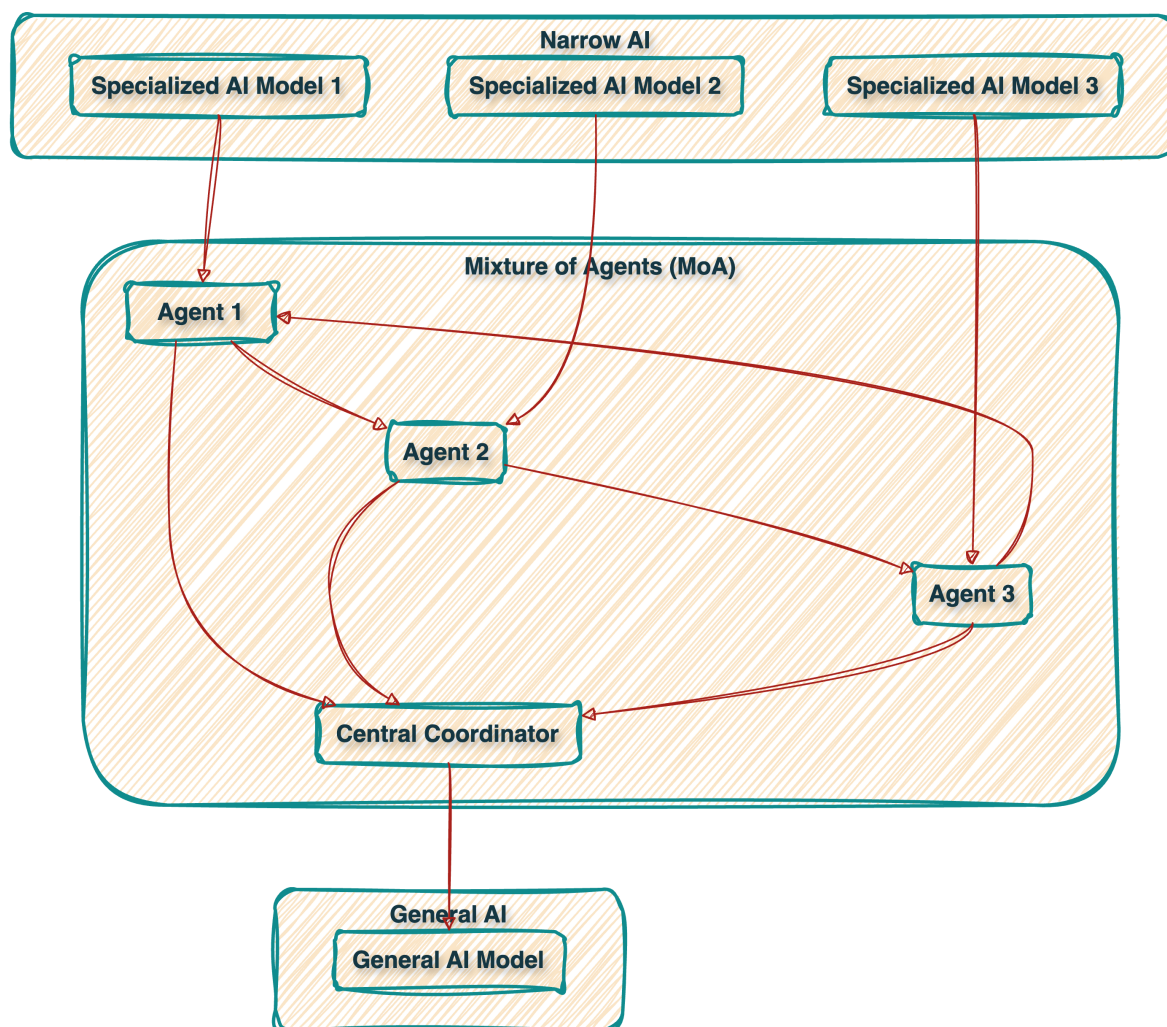 Narrow AI
Specialized AI Model 1
Specialized AI Model 2
Specialized AI Model 3
Mixture of Agents (MoA)
Agent 1
Agent 2
Agent 3
Central Coordinator
General AI
General AI Model